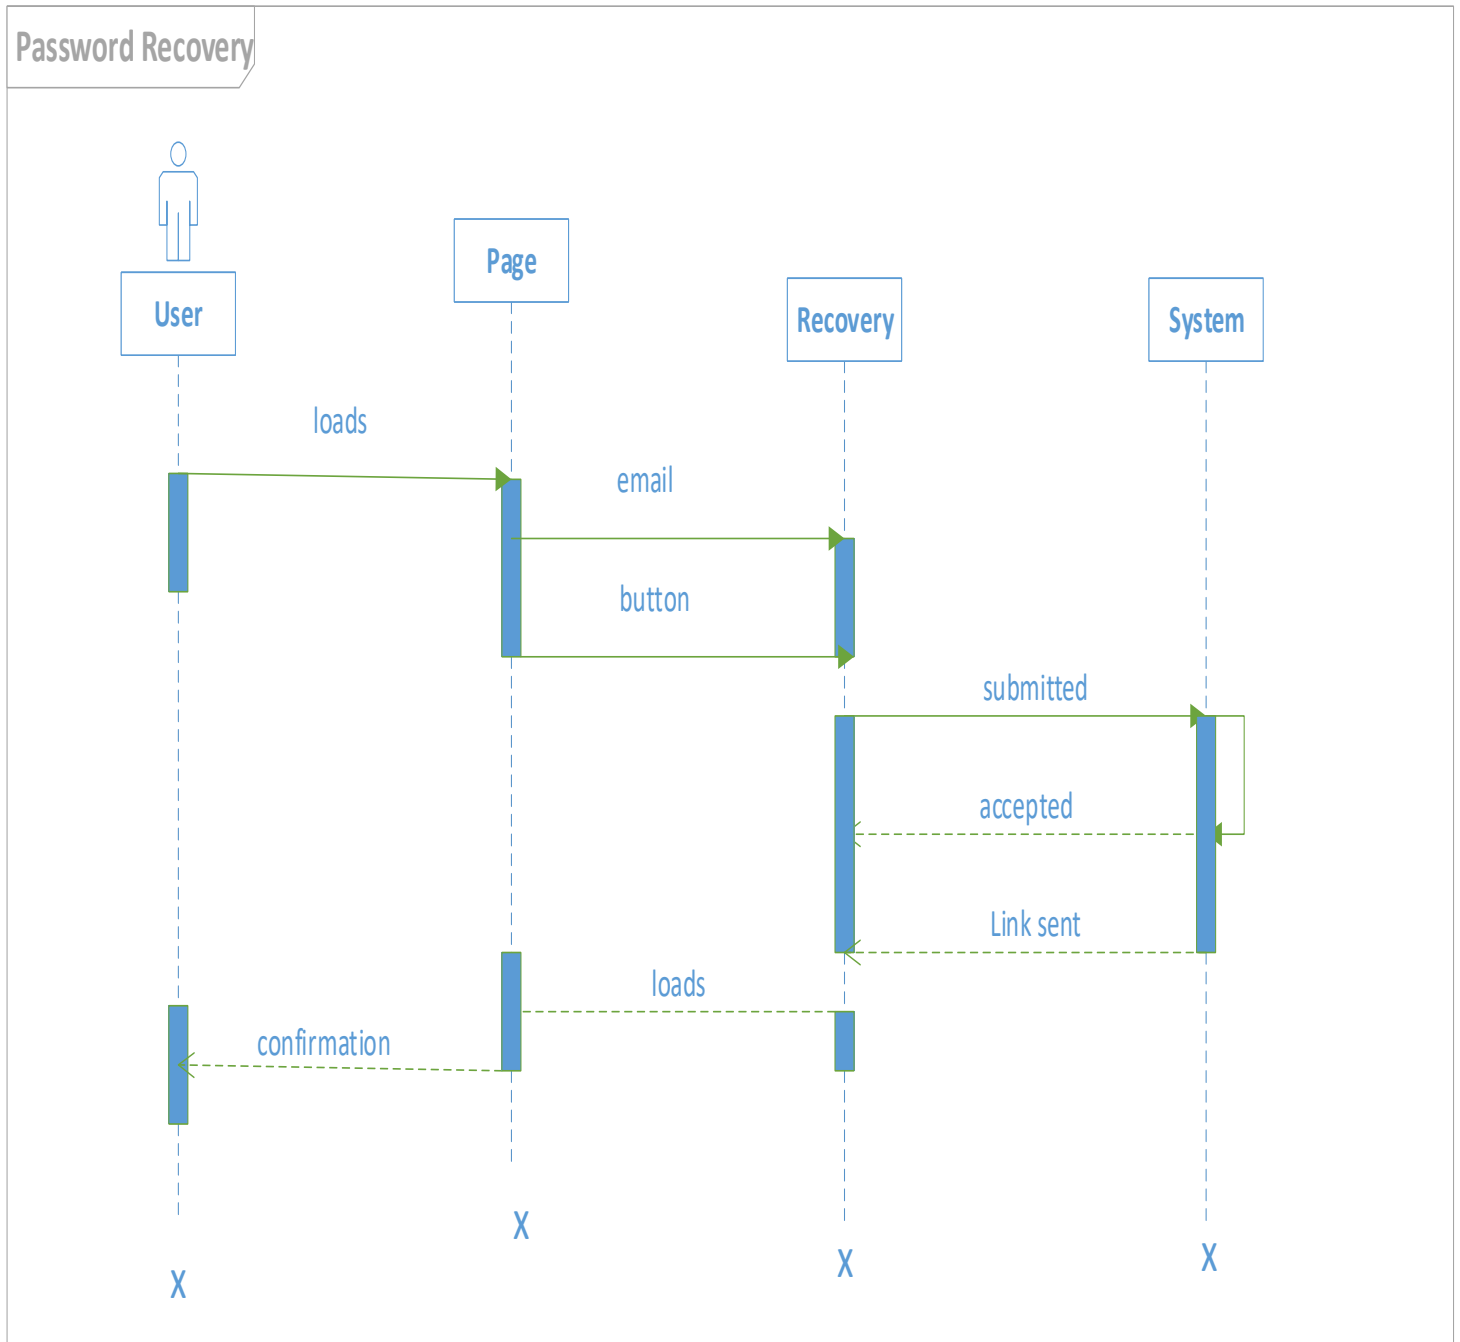 Password Recovery
Page
User
Recovery
System
loads
email
button
submitted
accepted
Link sent
loads
confirmation
X
X
X
X